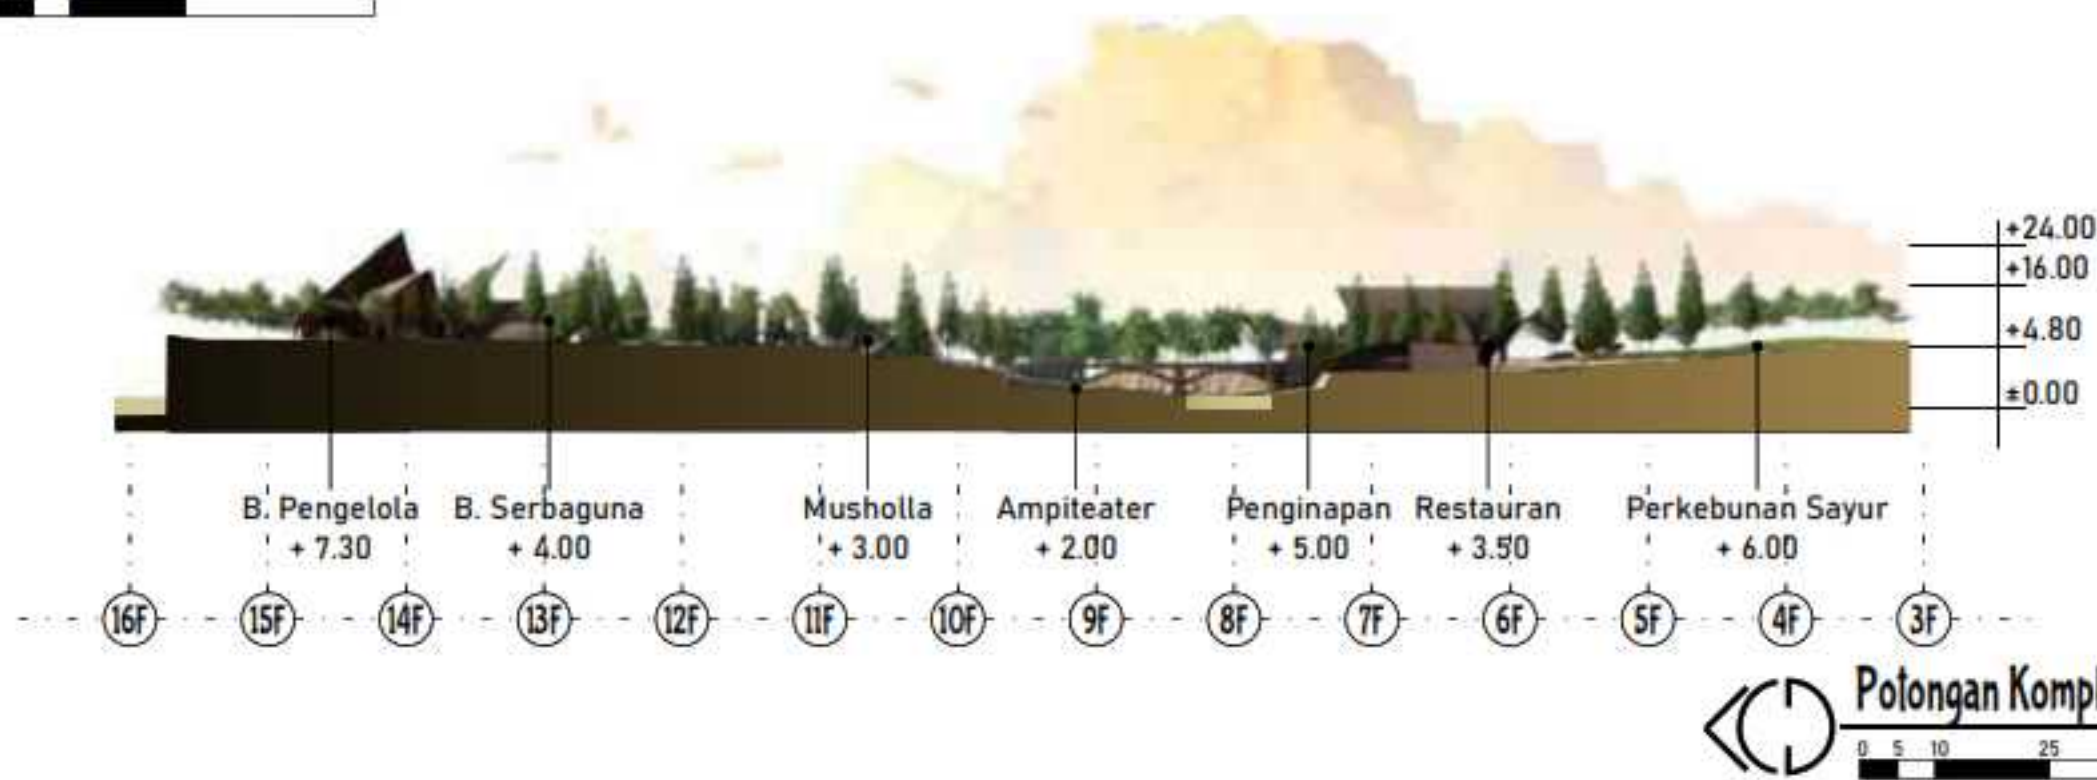 +24.00
+16.00
+4.80
±0.00
B. Pengelola B. Serbaguna Musholla Ampiteater Penginapan Restauran Perkebunan Sayur
+ 7.30 + 4.00 + 3.00 + 2.00 + 5.00 + 3.50 + 6.00
16F 15F 14F 13F 12F 11F 10F 9F 8F 7F 6F 5F 4F 3F
Potongan Kompl
0 5 10 25